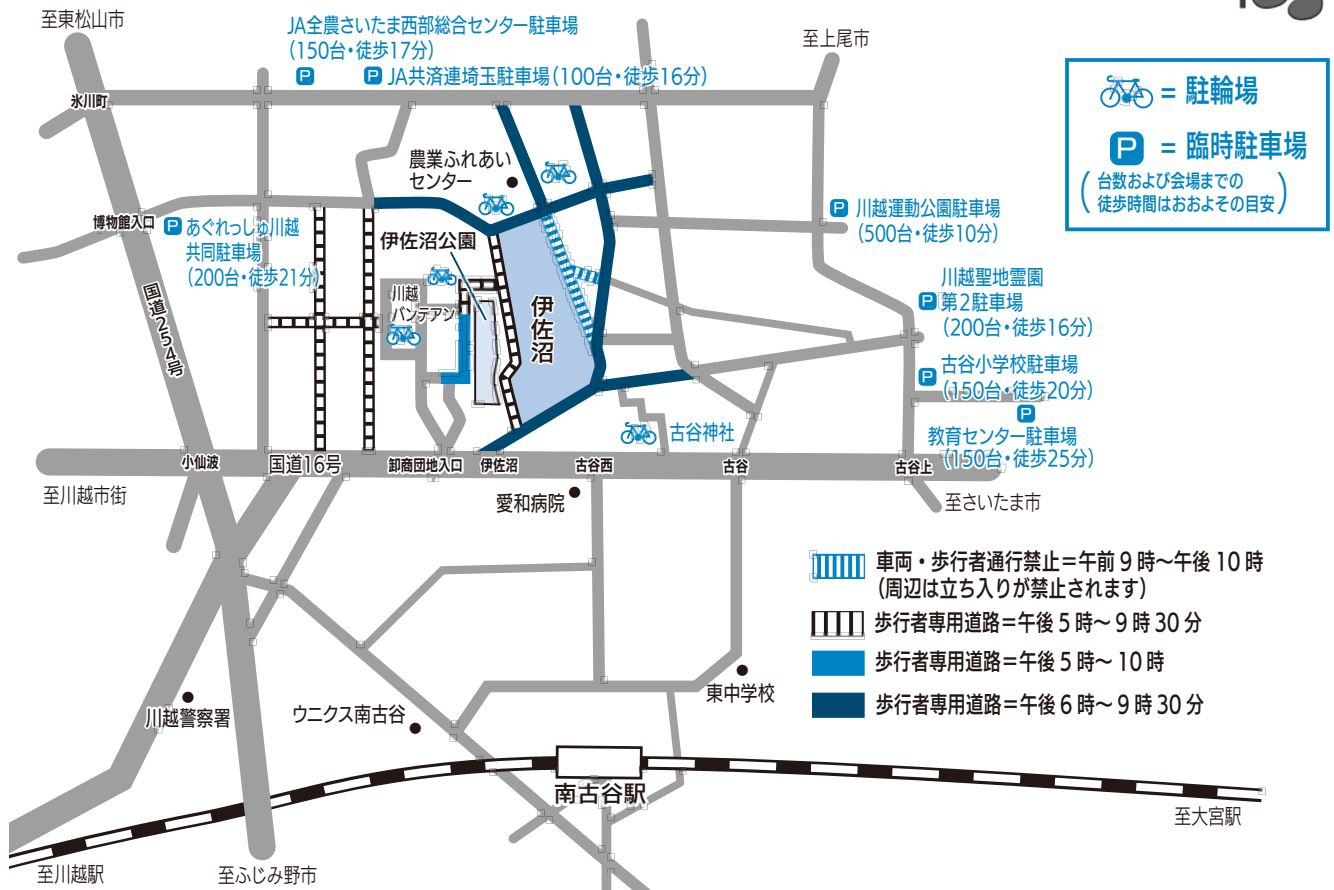 至東松山市
JA全農さいたま西部総合センター駐車場
(150台・徒歩17分)
P
P JA共済連埼玉駐車場(100台・徒歩16分)
至上尾市
= 駐輪場
P = 臨時駐車場
(台数および会場までの
徒歩時間はおおよその目安)
氷川町
農業ふれあい
センター
博物館入口
P あぐれっしゅ川越
共同駐車場
(200台・徒歩21分)
伊佐沼公園
P 川越運動公園駐車場
(500台・徒歩10分)
川越
バンテアン
伊佐沼
国道254号
川越聖地霊園
P 第2駐車場
(200台・徒歩16分)
P 古谷小学校駐車場
(150台・徒歩20分)
P
教育センター駐車場
(150台・徒歩25分)
古谷神社
小仙波
国道16号
卸商団地入口
伊佐沼
古谷西
古谷
古谷上
至川越市街
愛和病院
至さいたま市
車両・歩行者通行禁止=午前9時〜午後10時
(周辺は立ち入りが禁止されます)
歩行者専用道路=午後5時〜9時30分
歩行者専用道路=午後5時〜10時
歩行者専用道路=午後6時〜9時30分
川越警察署
ウニクス南古谷
東中学校
南古谷駅
至大宮駅
至川越駅
至ふじみ野市